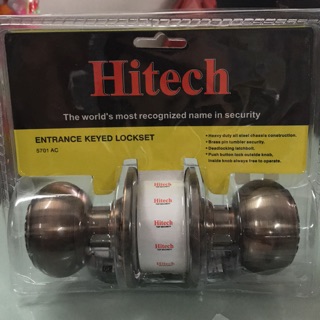 Hitech
The world's most recognized name in security
ENTRANCE KEYED LOCKSET
5761 AC
• Heavy duty all steel chassis construction.
• Brass pin tumbler security.
• Deadlocking latchbolt.
• Push button lock outside knob,
inside knob always free to operate.
Hitech
Hitech
Hitech
Hitech